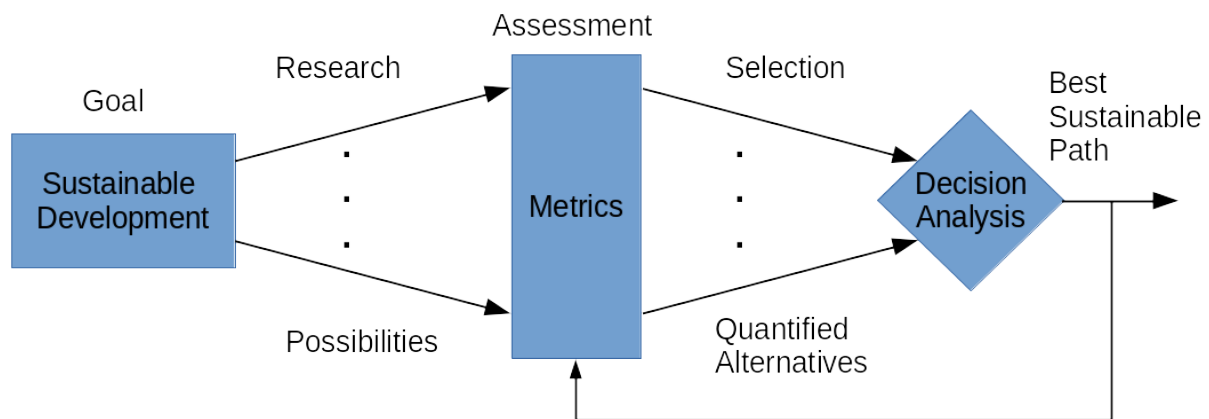 Goal
Sustainable
Development
Research
Possibilities
Assessment
Metrics
Selection
Quantified
Alternatives
Decision
Analysis
Best
Sustainable
Path